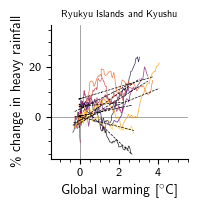 Ryukyu Islands and Kyushu
% change in heavy rainfall
20
0
0 2 4
Global warming [°C]